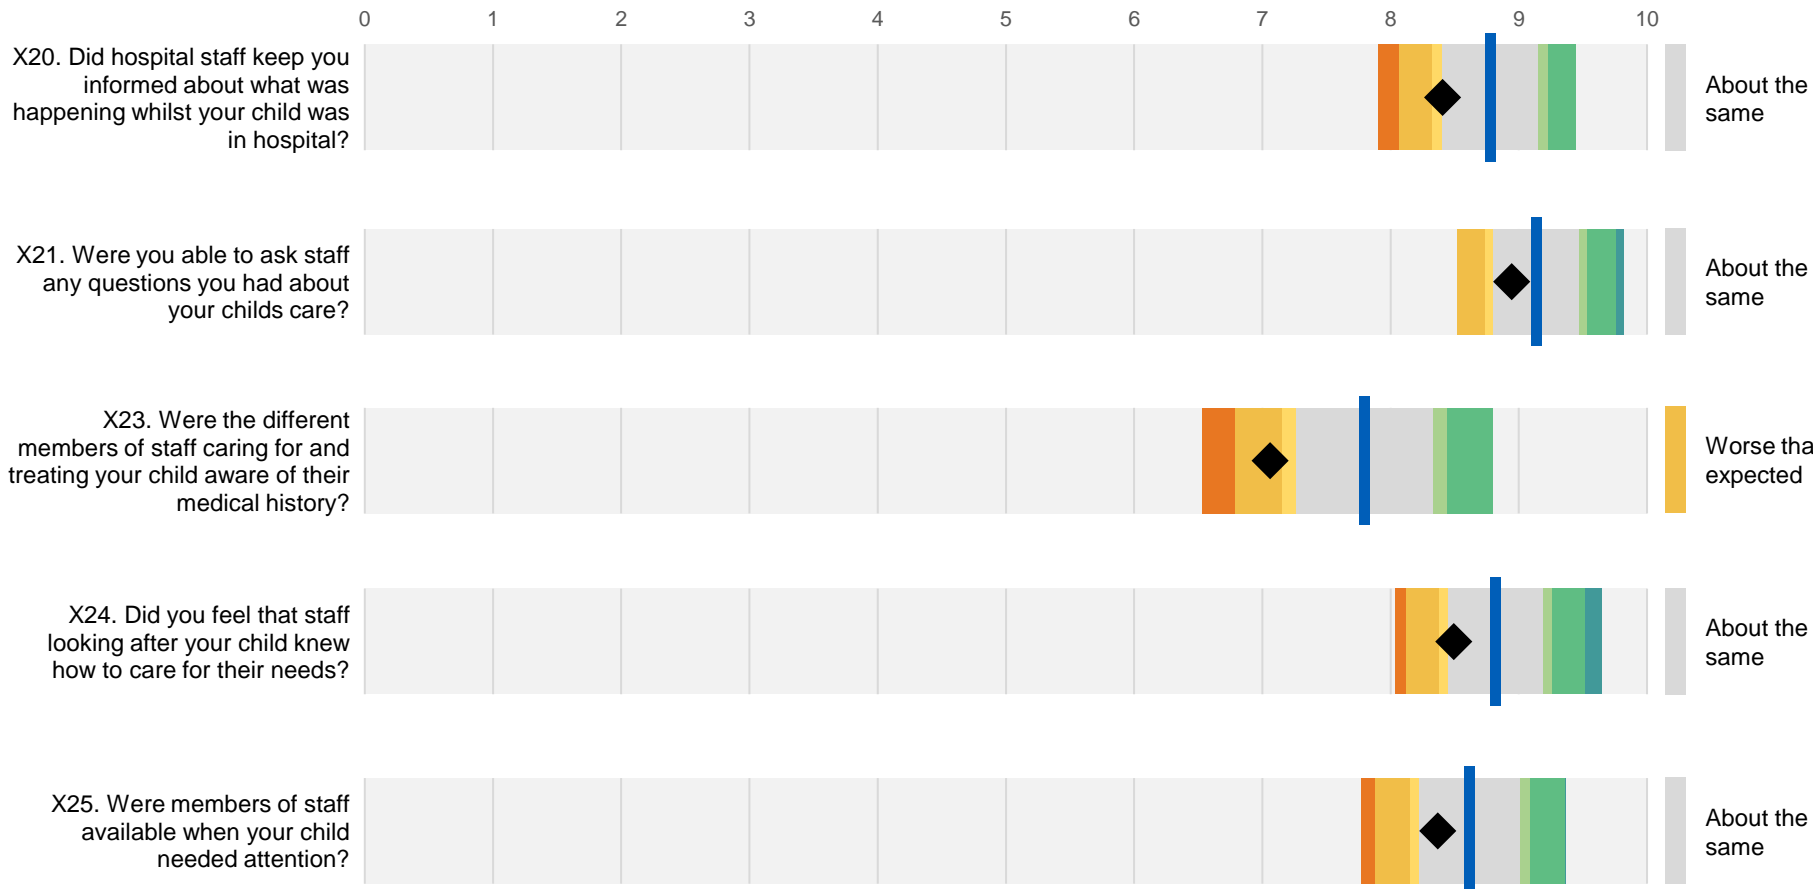 0 1 2 3 4 5 6 7 8 9 10
X20. Did hospital staff keep you
informed about what was
happening whilst your child was
in hospital?
About the
same
X21. Were you able to ask staff
any questions you had about
your childs care?
About the
same
X23. Were the different
members of staff caring for and
treating your child aware of their
medical history?
Worse tha
expected
X24. Did you feel that staff
looking after your child knew
how to care for their needs?
About the
same
X25. Were members of staff
available when your child
needed attention?
About the
same